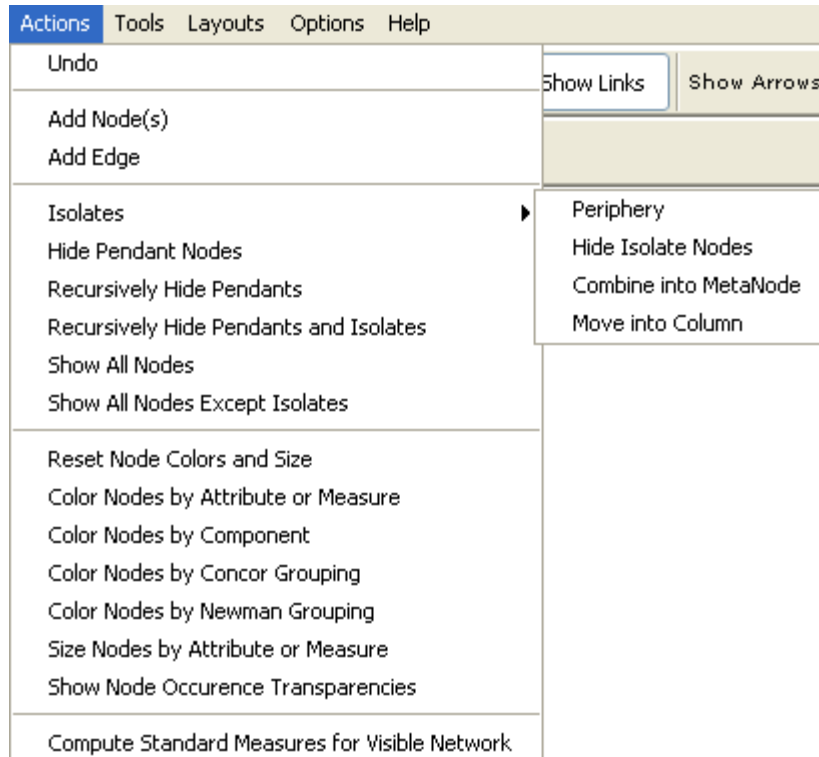 Actions Tools Layouts Options Help
Undo
Show Links Show Arrows
Add Node(s)
Add Edge
Isolates
Periphery
Hide Pendant Nodes
Hide Isolate Nodes
Recursively Hide Pendants
Combine into MetaNode
Recursively Hide Pendants and Isolates
Move into Column
Show All Nodes
Show All Nodes Except Isolates
Reset Node Colors and Size
Color Nodes by Attribute or Measure
Color Nodes by Component
Color Nodes by Concor Grouping
Color Nodes by Newman Grouping
Size Nodes by Attribute or Measure
Show Node Occurence Transparencies
Compute Standard Measures for Visible Network